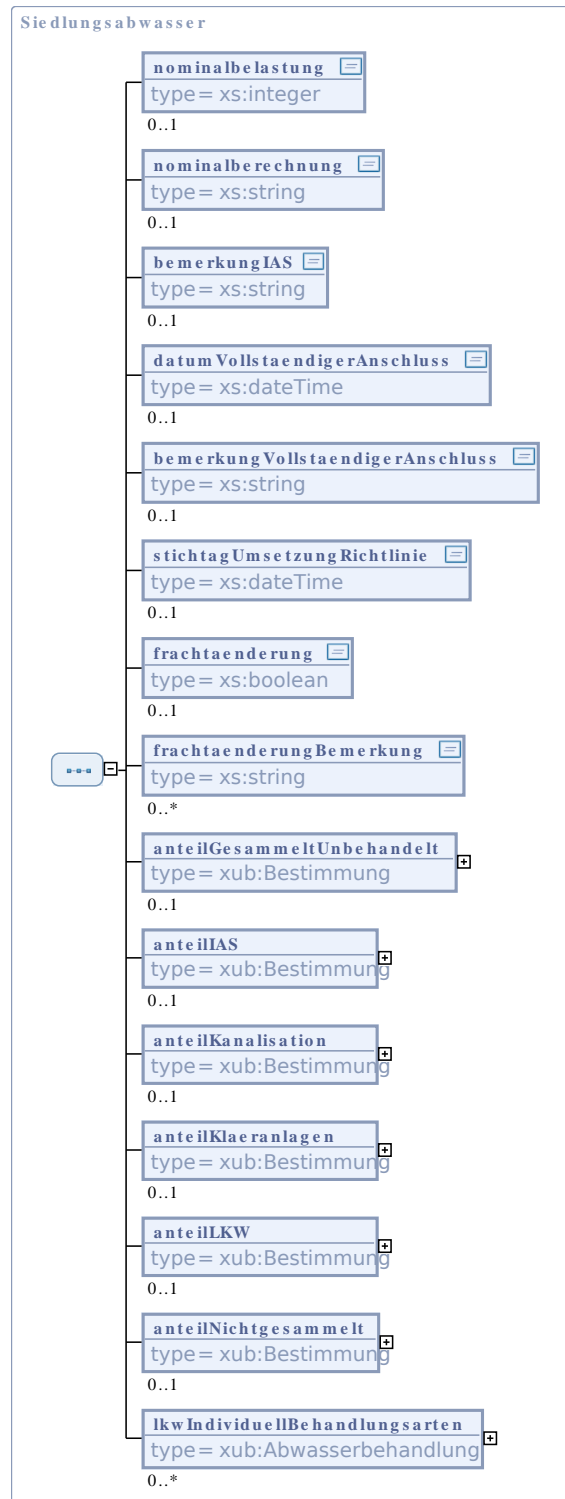 Siedlungsabwasser
nominalbelastung
type= xs:integer
0..1
nominalberechnung
type= xs:string
0..1
bemerkungIAS
type= xs:string
0..1
datumVollstaendigerAnschluss
type= xs:dateTime
0..1
bemerkungVollstaendigerAnschluss
type= xs:string
0..1
stichtagUmsetzungRichtlinie
type= xs:dateTime
0..1
frachtaenderung
type= xs:boolean
0..1
frachtaenderungBemerkung
type= xs:string
0..*
anteilGesammeltUnbehandelt
type= xub:Bestimmung
0..1
anteilIAS
type= xub:Bestimmung
0..1
anteilKanalisation
type= xub:Bestimmung
0..1
anteilKlaeranlagen
type= xub:Bestimmung
0..1
anteilLKW
type= xub:Bestimmung
0..1
anteilNichtgesammelt
type= xub:Bestimmung
0..1
lkwIndividuellBehandlungsarten
type= xub:Abwasserbehandlung
0..*